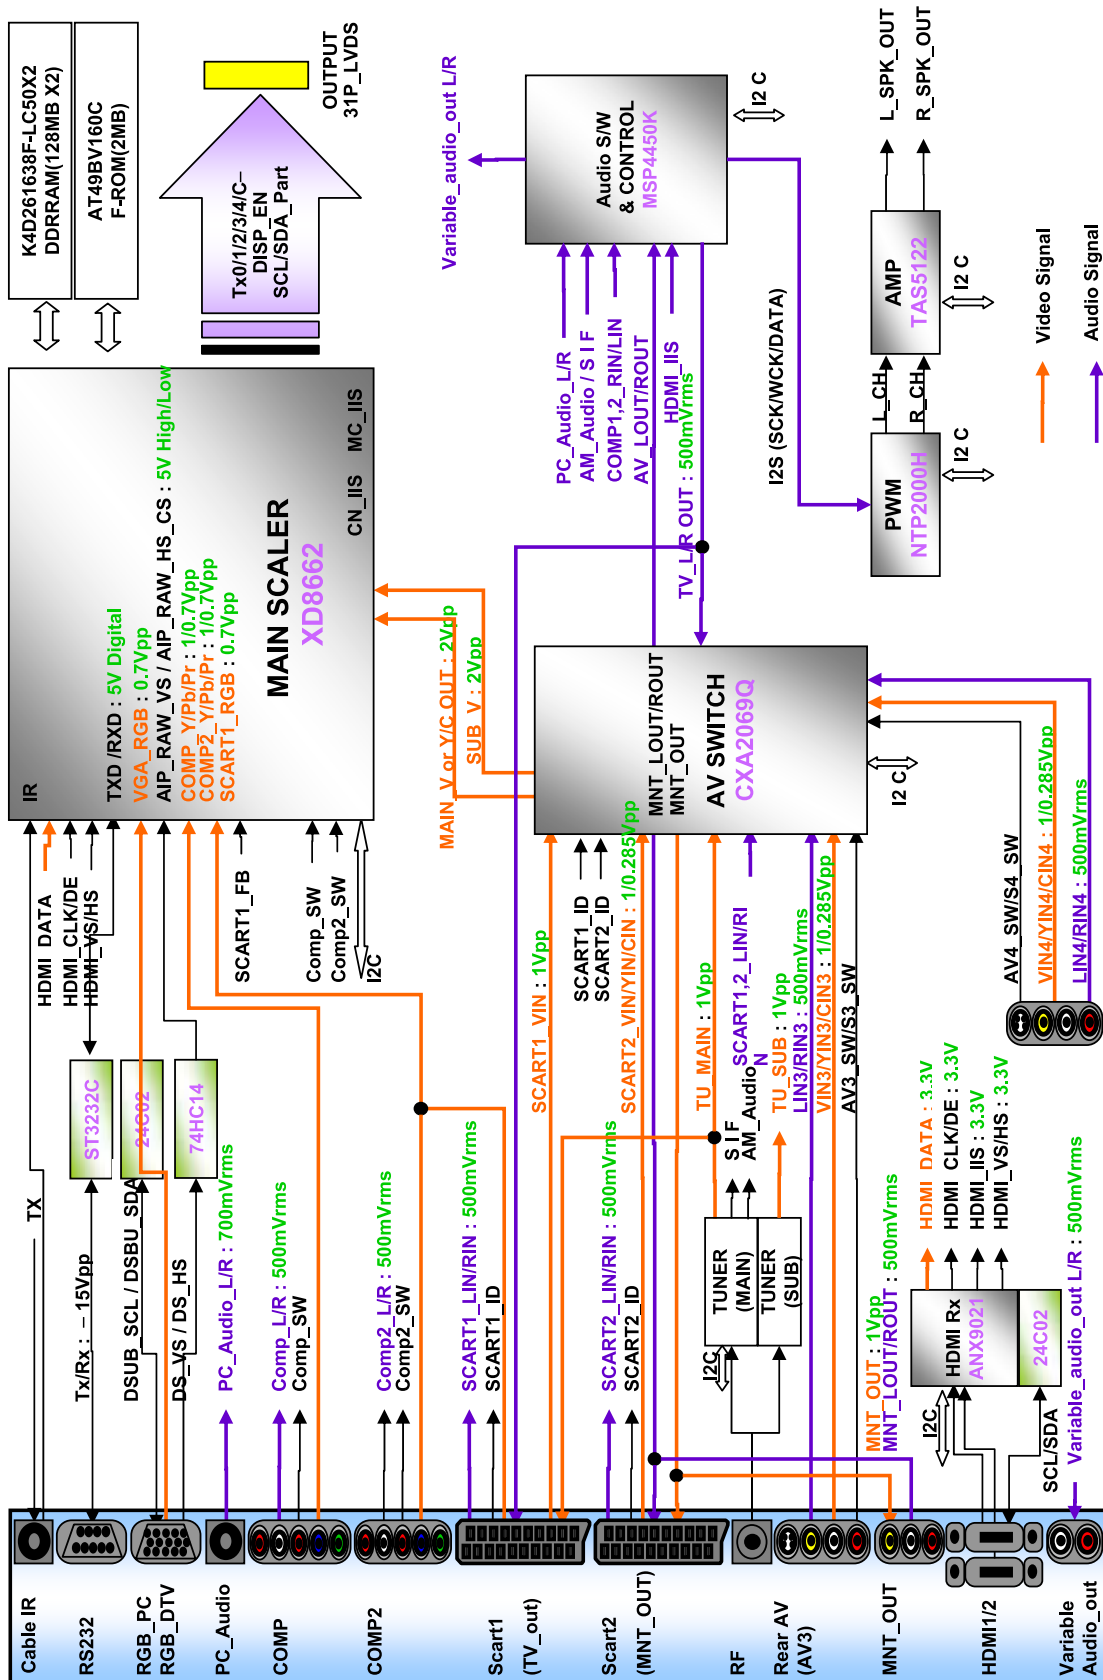 Cable IR
RS232
RGB_PC
RGB_DTV
PC_Audio
COMP
COMP2
Scart1
(TV_out)
Scart2
(MNT_OUT)
RF
Rear AV
(AV3)
MNT_OUT
HDMI1/2
Variable
Audio_out
TX
Tx/Rx : – 15Vpp
DSUB_SCL / DSBU_SDA
DS_VS / DS_HS
PC_Audio_L/R : 700mVrms
Comp_L/R : 500mVrms
Comp_SW
Comp2_L/R : 500mVrms
Comp2_SW
SCART1_LIN/RIN : 500mVrms
SCART1_ID
SCART2_LIN/RIN : 500mVrms
SCART2_ID
I2C
TUNER
(MAIN)
TUNER
(SUB)
MNT_OUT : 1Vpp
MNT_LOUT/ROUT : 500mVrms
I2C
HDMI Rx
ANX9021
24C02
SCL/SDA
Variable_audio_out L/R : 500mVrms
ST3232C
24C02
74HC14
HDMI_DATA
HDMI_CLK/DE
HDMI_VS/HS
SCART1_FB
Comp_SW
Comp2_SW
I2C
SCART1_VIN : 1Vpp
SCART1_ID
SCART2_ID
SCART2_VIN/YIN/CIN : 1/0.285Vpp
TU_MAIN : 1Vpp
S I F
AM_Audio
SCART1,2_LIN/RI
N
TU_SUB : 1Vpp
LIN3/RIN3 : 500mVrms
VIN3/YIN3/CIN3 : 1/0.285Vpp
AV3_SW/S3_SW
HDMI_DATA : 3.3V
HDMI_CLK/DE : 3.3V
HDMI_IIS : 3.3V
HDMI_VS/HS : 3.3V
AV4_SW/S4_SW
VIN4/YIN4/CIN4 : 1/0.285Vpp
LIN4/RIN4 : 500mVrms
IR
TXD /RXD : 5V Digital
VGA_RGB : 0.7Vpp
AIP_RAW_VS / AIP_RAW_HS_CS : 5V High/Low
COMP_Y/Pb/Pr : 1/0.7Vpp
COMP2_Y/Pb/Pr : 1/0.7Vpp
SCART1_RGB : 0.7Vpp
MAIN SCALER
XD8662
CN_IIS MC_IIS
MAIN_V or Y/C OUT : 2Vpp
SUB_V : 2Vpp
MNT_LOUT/ROUT
MNT_OUT
AV SWITCH
CXA2069Q
I2 C
K4D261638F-LC50X2
DDRRAM(128MB X2)
AT49BV160C
F-ROM(2MB)
Tx0/1/2/3/4/C–
DISP_EN
SCL/SDA_Part
OUTPUT
31P_LVDS
Variable_audio_out L/R
PC_Audio_L/R
AM_Audio / S I F
COMP1,2_RIN/LIN
AV_LOUT/ROUT
HDMI_IIS
TV_L/R OUT : 500mVrms
Audio S/W
& CONTROL
MSP4450K
I2 C
I2S (SCK/WCK/DATA)
PWM
NTP2000H
I2 C
L_CH
R_CH
AMP
TAS5122
I2 C
L_SPK_OUT
R_SPK_OUT
Video Signal
Audio Signal